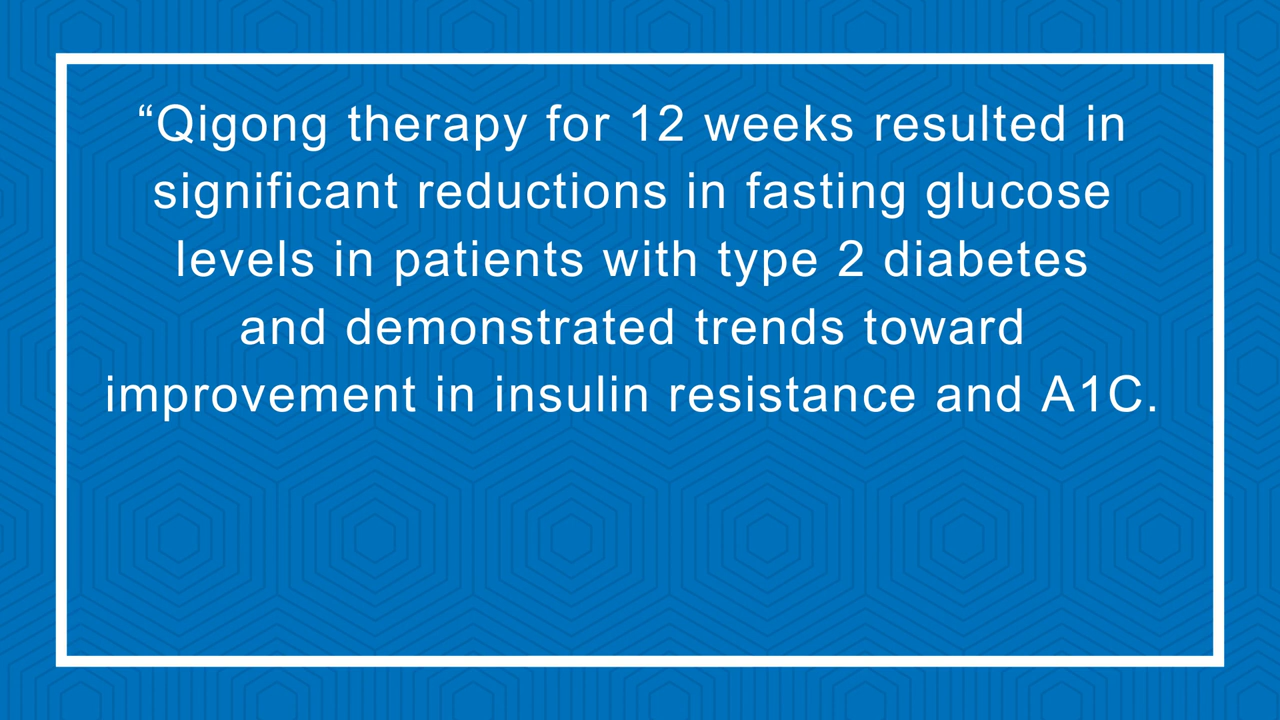 “Qigong therapy for 12 weeks resulted in
significant reductions in fasting glucose
levels in patients with type 2 diabetes
and demonstrated trends toward
improvement in insulin resistance and A1C.